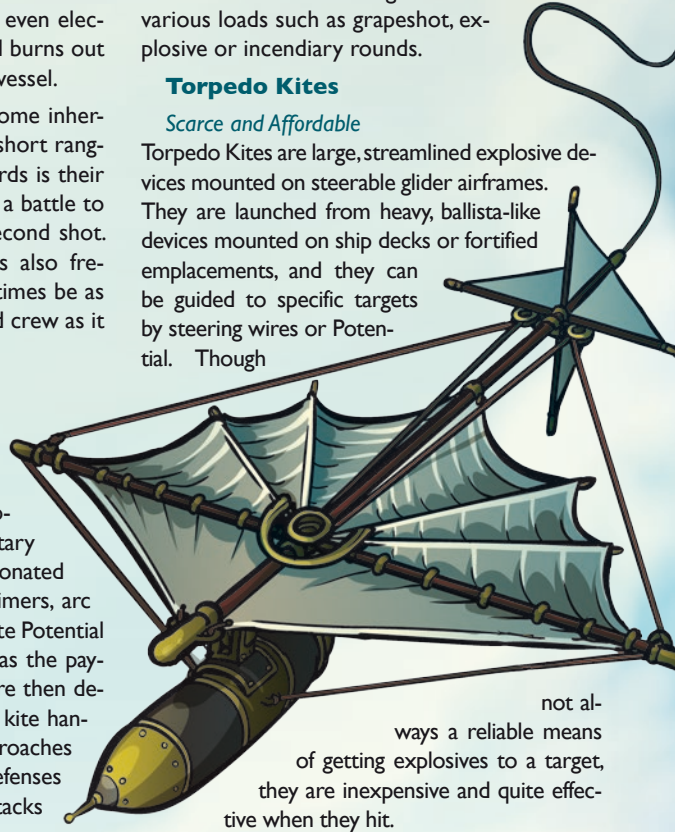 even elec-
burns out
vessel.
ome inher-
short rang-
rds is their
a battle to
econd shot.
s also fre-
times be as
d crew as it
tary
onated
imers, arc
te Potential
as the pay-
re then de-
kite han-
roaches
efenses
tacks
various loads such as grapeshot, ex-
plosive or incendiary rounds.
Torpedo Kites
Scarce and Affordable
Torpedo Kites are large, streamlined explosive de-
vices mounted on steerable glider airframes.
They are launched from heavy, ballista-like
devices mounted on ship decks or fortified
emplacements, and they can
be guided to specific targets
by steering wires or Poten-
tial. Though
not al-
ways a reliable means
of getting explosives to a target,
they are inexpensive and quite effec-
tive when they hit.